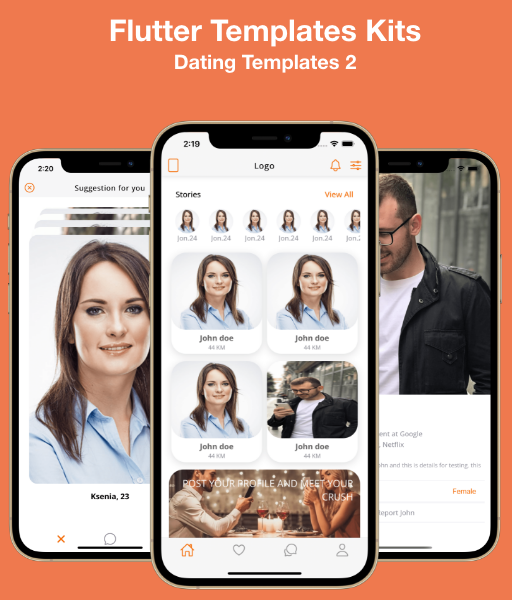 Flutter Templates Kits
Dating Templates 2
2:20
Suggestion for you
Ksenia, 23
2:19
Logo
Stories
View All
Jon.24
Jon.24
Jon.24
Jon.24
Jon.24
Jon.2
John doe
44 KM
John doe
44 KM
John doe
44 KM
John doe
44 KM
POST YOUR PROFILE AND MEET YOUR
CRUSH
ent at Google
, Netflix
ohn and this is details for testing, this
Female
Report John